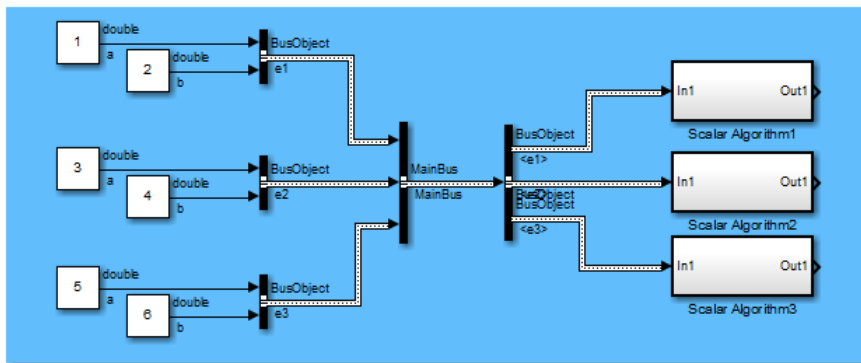 1
double
a
2
double
b
BusObject
e1
3
double
a
4
double
b
BusObject
e2
5
double
a
6
double
b
BusObject
e3
MainBus
MainBus
BusObject
<e1>
BusObject
<e3>
In1
Out1
Scalar Algorithm1
In1
Out1
Scalar Algorithm2
In1
Out1
Scalar Algorithm3